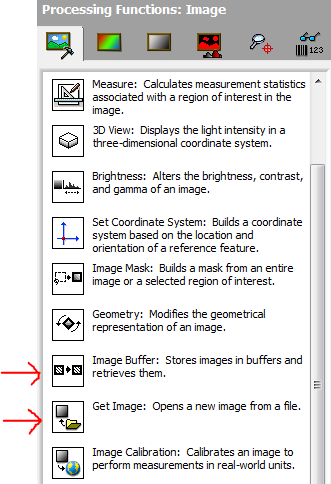 Processing Functions: Image
123
Measure: Calculates measurement statistics
associated with a region of interest in the
image.
3D View: Displays the light intensity in a
three-dimensional coordinate system.
Brightness: Alters the brightness, contrast,
and gamma of an image.
Set Coordinate System: Builds a coordinate
system based on the location and
orientation of a reference feature.
Image Mask: Builds a mask from an entire
image or a selected region of interest.
Geometry: Modifies the geometrical
representation of an image.
Image Buffer: Stores images in buffers and
retrieves them.
Get Image: Opens a new image from a file.
Image Calibration: Calibrates an image to
perform measurements in real-world units.